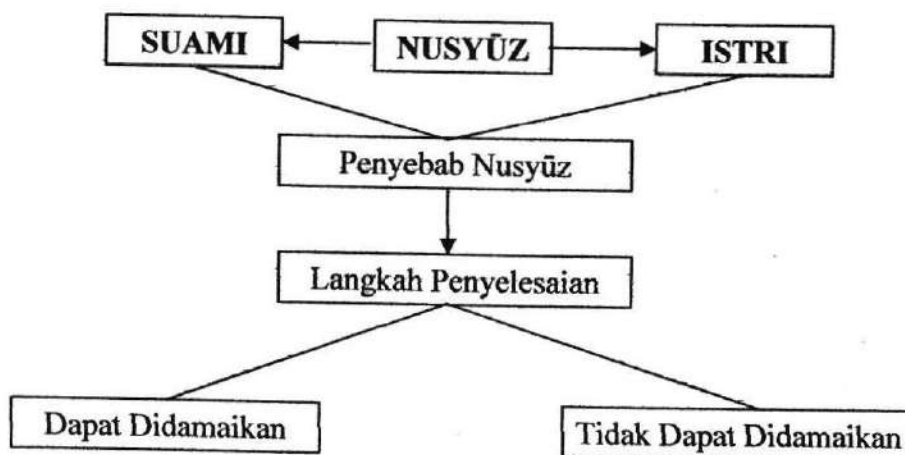 SUAMI
NUSYŪZ
ISTRI
Penyebab Nusyūz
Langkah Penyelesaian
Dapat Didamaikan
Tidak Dapat Didamaikan